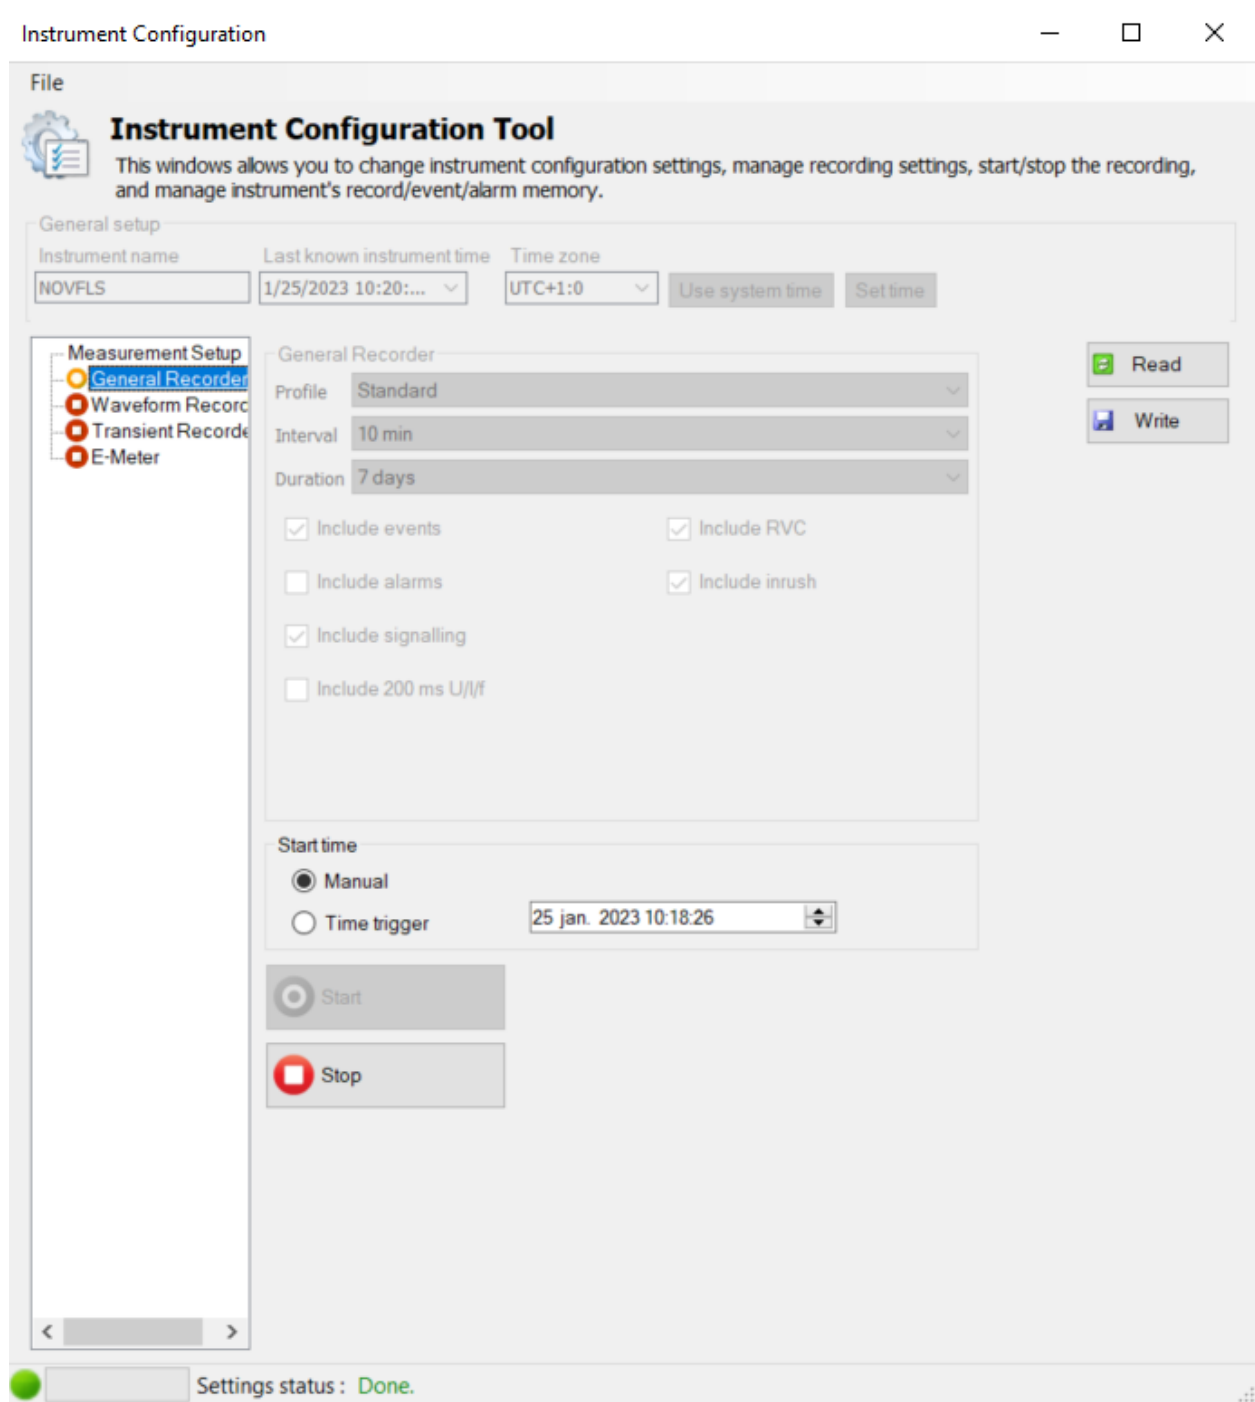 Instrument Configuration
File
Instrument Configuration Tool
This windows allows you to change instrument configuration settings, manage recording settings, start/stop the recording,
and manage instrument's record/event/alarm memory.
General setup
Instrument name Last known instrument time Time zone
NOVFLS 1/25/2023 10:20:... UTC+1:0 Use system time Set time
Measurement Setup
General Recorder
Waveform Recorc
Transient Recorde
E-Meter
General Recorder
Profile Standard
Interval 10 min
Duration 7 days
Include events Include RVC
Include alarms Include inrush
Include signalling
Include 200 ms U/I/f
Read
Write
Start time
Manual
Time trigger 25 jan. 2023 10:18:26
Start
Stop
Settings status : Done.